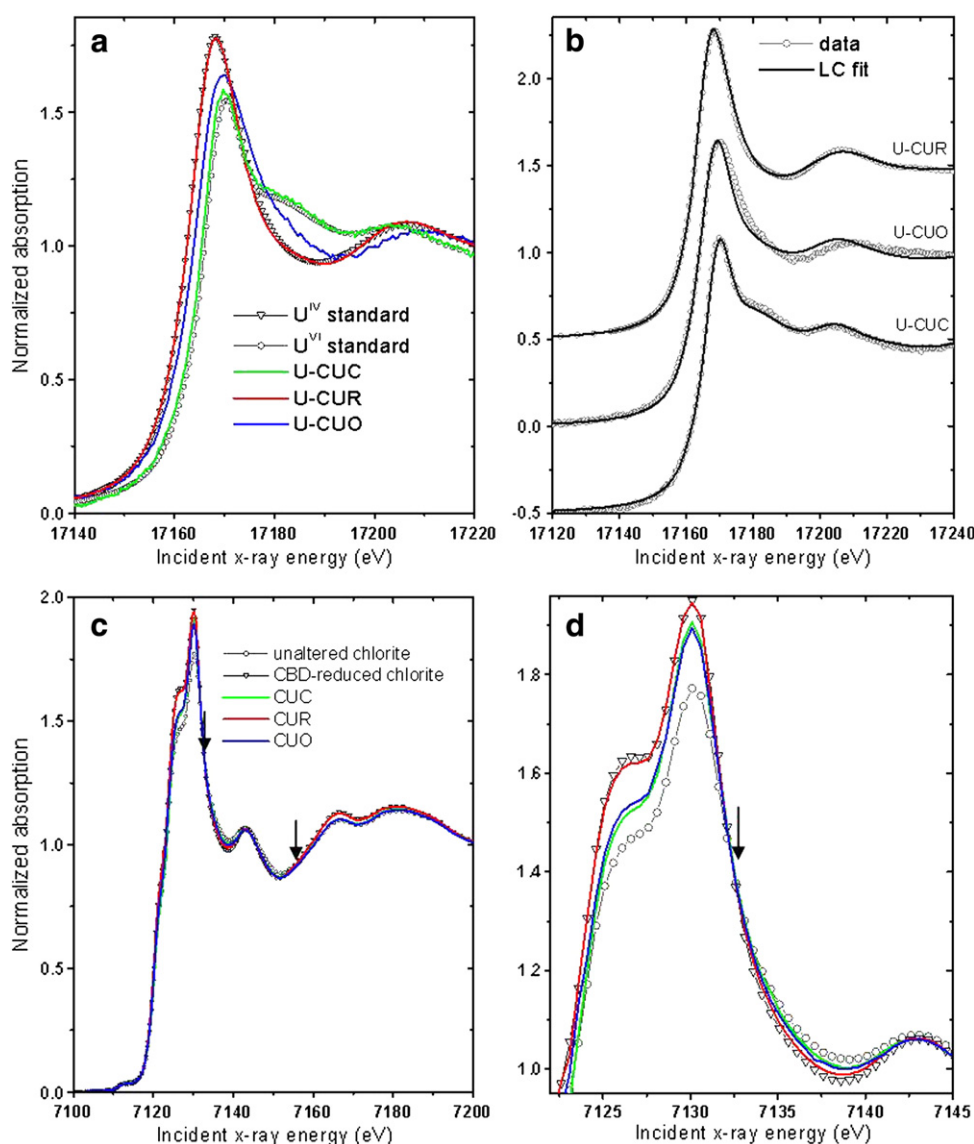 a
1.5
1.0
0.5
0.0
Normalized absorption
U^IV standard
U^VI standard
U-CUC
U-CUR
U-CUO
17140 17160 17180 17200 17220
Incident x-ray energy (eV)
b
data
LC fit
2.0
1.5
1.0
0.5
0.0
-0.5
U-CUR
U-CUO
U-CUC
17120 17140 17160 17180 17200 17220 17240
Incident x-ray energy (eV)
c
2.0
1.5
1.0
0.5
0.0
Normalized absorption
unaltered chlorite
CBD-reduced chlorite
CUC
CUR
CUO
7100 7120 7140 7160 7180 7200
Incident x-ray energy (eV)
d
1.8
1.6
1.4
1.2
1.0
7125 7130 7135 7140 7145
Incident x-ray energy (eV)